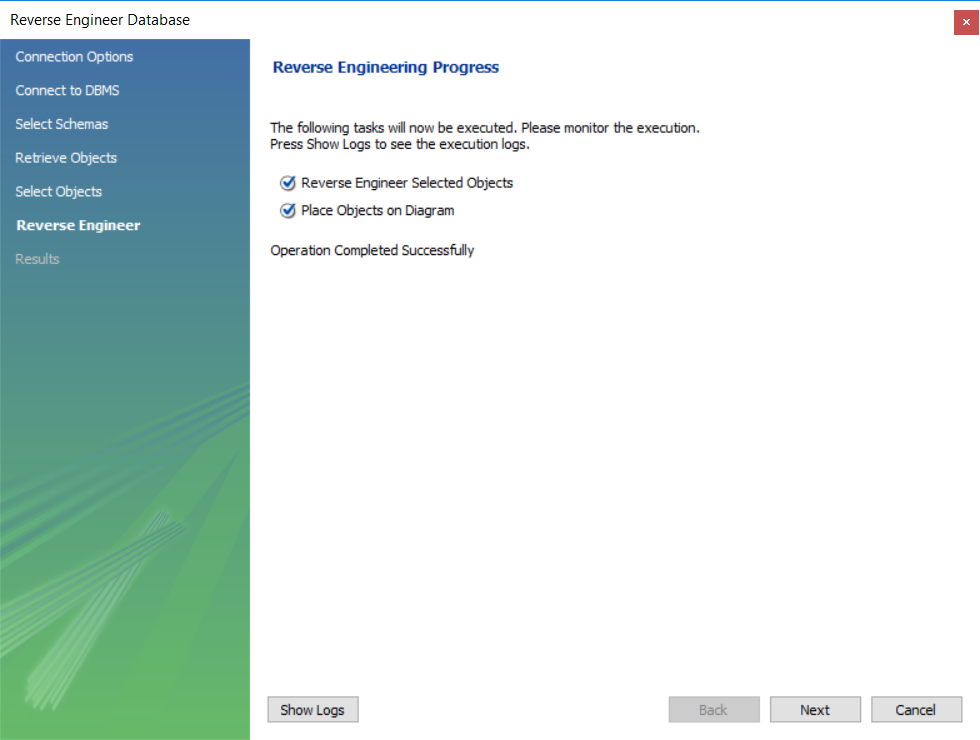 Reverse Engineer Database
Connection Options
Connect to DBMS
Select Schemas
Retrieve Objects
Select Objects
Reverse Engineer
Results
Reverse Engineering Progress
The following tasks will now be executed. Please monitor the execution.
Press Show Logs to see the execution logs.
Reverse Engineer Selected Objects
Place Objects on Diagram
Operation Completed Successfully
Show Logs
Back
Next
Cancel